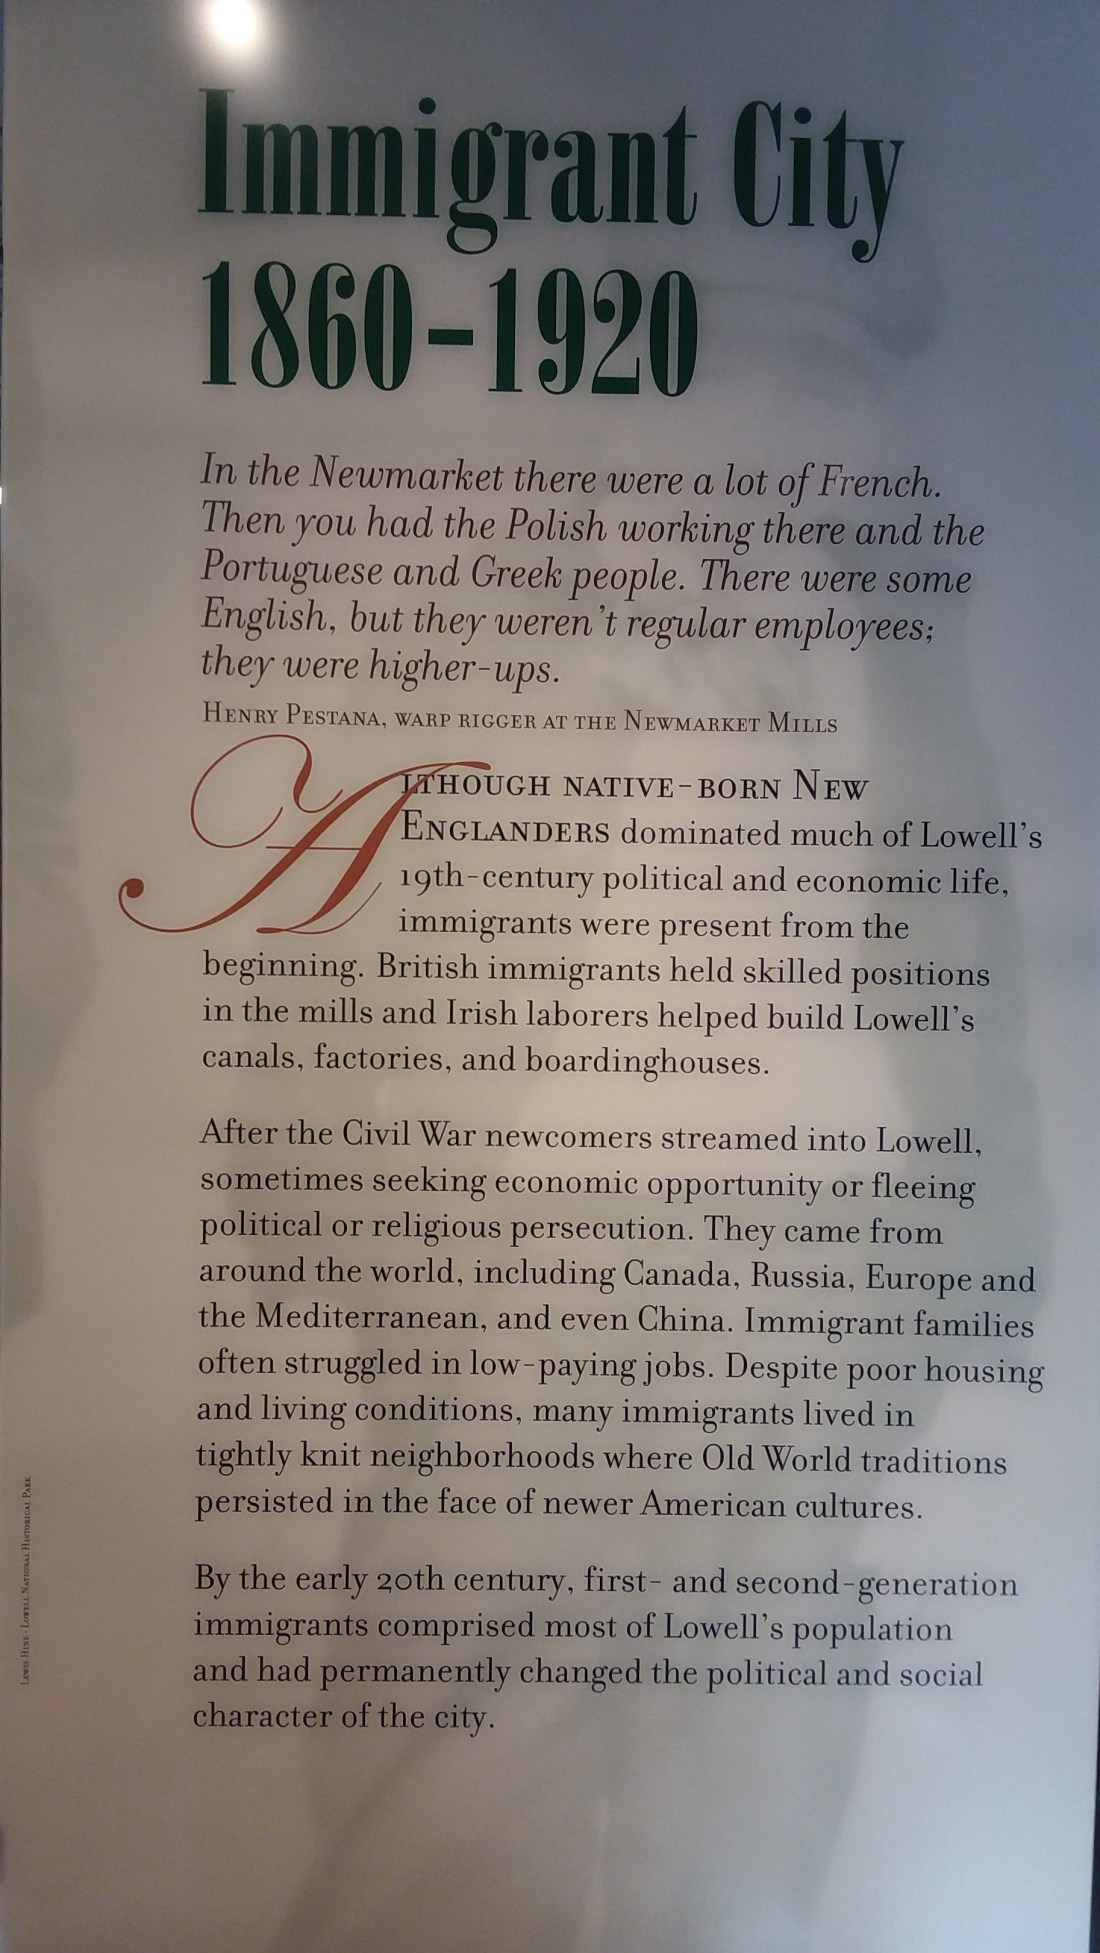 Immigrant City
1860-1920
In the Newmarket there were a lot of French.
Then you had the Polish working there and the
Portuguese and Greek people. There were some
English, but they weren't regular employees;
they were higher-ups.
HENRY PESTANA, WARP RIGGER AT THE NEWMARKET MILLS
ALTHOUGH NATIVE-BORN NEW
ENGLANDERS dominated much of Lowell's
19th-century political and economic life,
immigrants were present from the
beginning. British immigrants held skilled positions
in the mills and Irish laborers helped build Lowell's
canals, factories, and boardinghouses.
After the Civil War newcomers streamed into Lowell,
sometimes seeking economic opportunity or fleeing
political or religious persecution. They came from
around the world, including Canada, Russia, Europe and
the Mediterranean, and even China. Immigrant families
often struggled in low-paying jobs. Despite poor housing
and living conditions, many immigrants lived in
tightly knit neighborhoods where Old World traditions
persisted in the face of newer American cultures.
By the early 20th century, first- and second-generation
immigrants comprised most of Lowell's population
and had permanently changed the political and social
character of the city.
LEWIS HINE · LOWELL NATIONAL HISTORICAL PARK